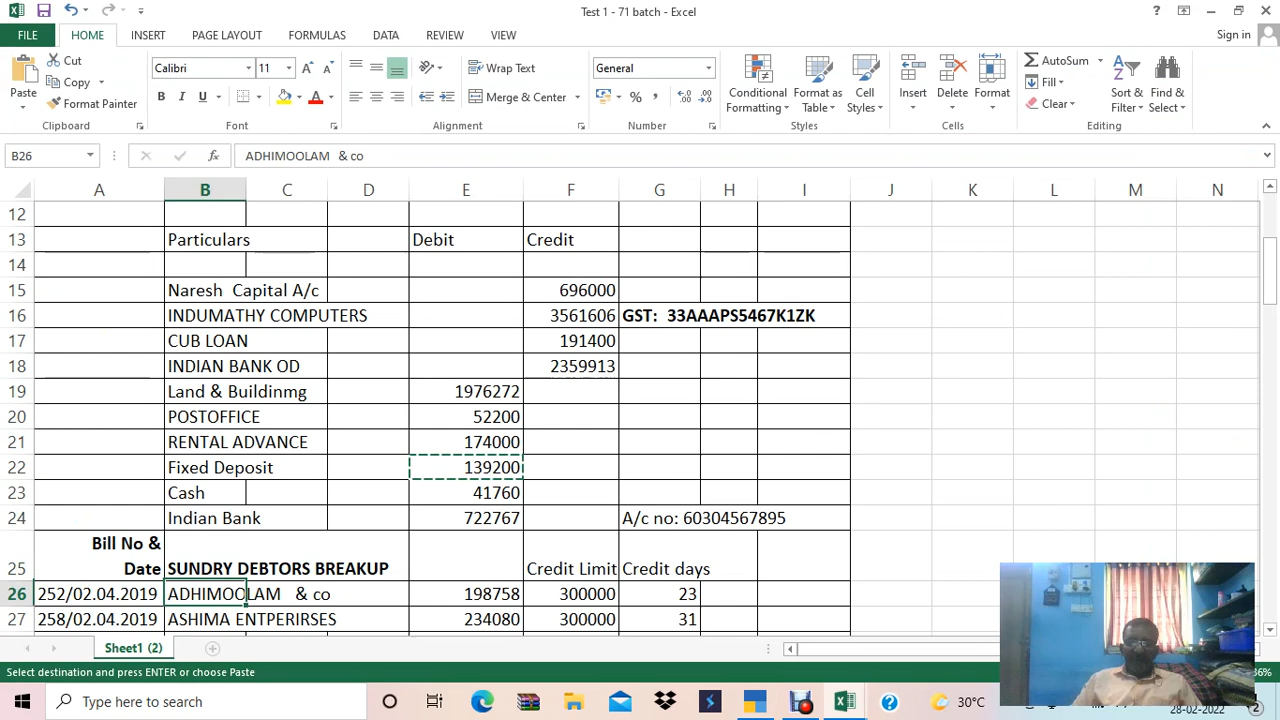 Test 1 - 71 batch - Excel
FILE HOME INSERT PAGE LAYOUT FORMULAS DATA REVIEW VIEW Sign in
Paste Cut Copy Format Painter Clipboard
Calibri 11 B I U A Font
Wrap Text Merge & Center Alignment
General % , Number
Conditional Formatting Format as Table Cell Styles Styles
Insert Delete Format Cells
AutoSum Fill Clear Sort & Filter Find & Select Editing
B26 fx ADHIMOOLAM & co
A B C D E F G H I J K L M N
12
13 Particulars Debit Credit
14
15 Naresh Capital A/c 696000
16 INDUMATHY COMPUTERS 3561606 GST: 33AAAPS5467K1ZK
17 CUB LOAN 191400
18 INDIAN BANK OD 2359913
19 Land & Buildinmg 1976272
20 POSTOFFICE 52200
21 RENTAL ADVANCE 174000
22 Fixed Deposit 139200
23 Cash 41760
24 Indian Bank 722767 A/c no: 60304567895
Bill No &
25 Date SUNDRY DEBTORS BREAKUP Credit Limit Credit days
26 252/02.04.2019 ADHIMOOLAM & co 198758 300000 23
27 258/02.04.2019 ASHIMA ENTPERIRSES 234080 300000 31
Sheet1 (2)
Select destination and press ENTER or choose Paste
Type here to search 30°C 28-02-2022